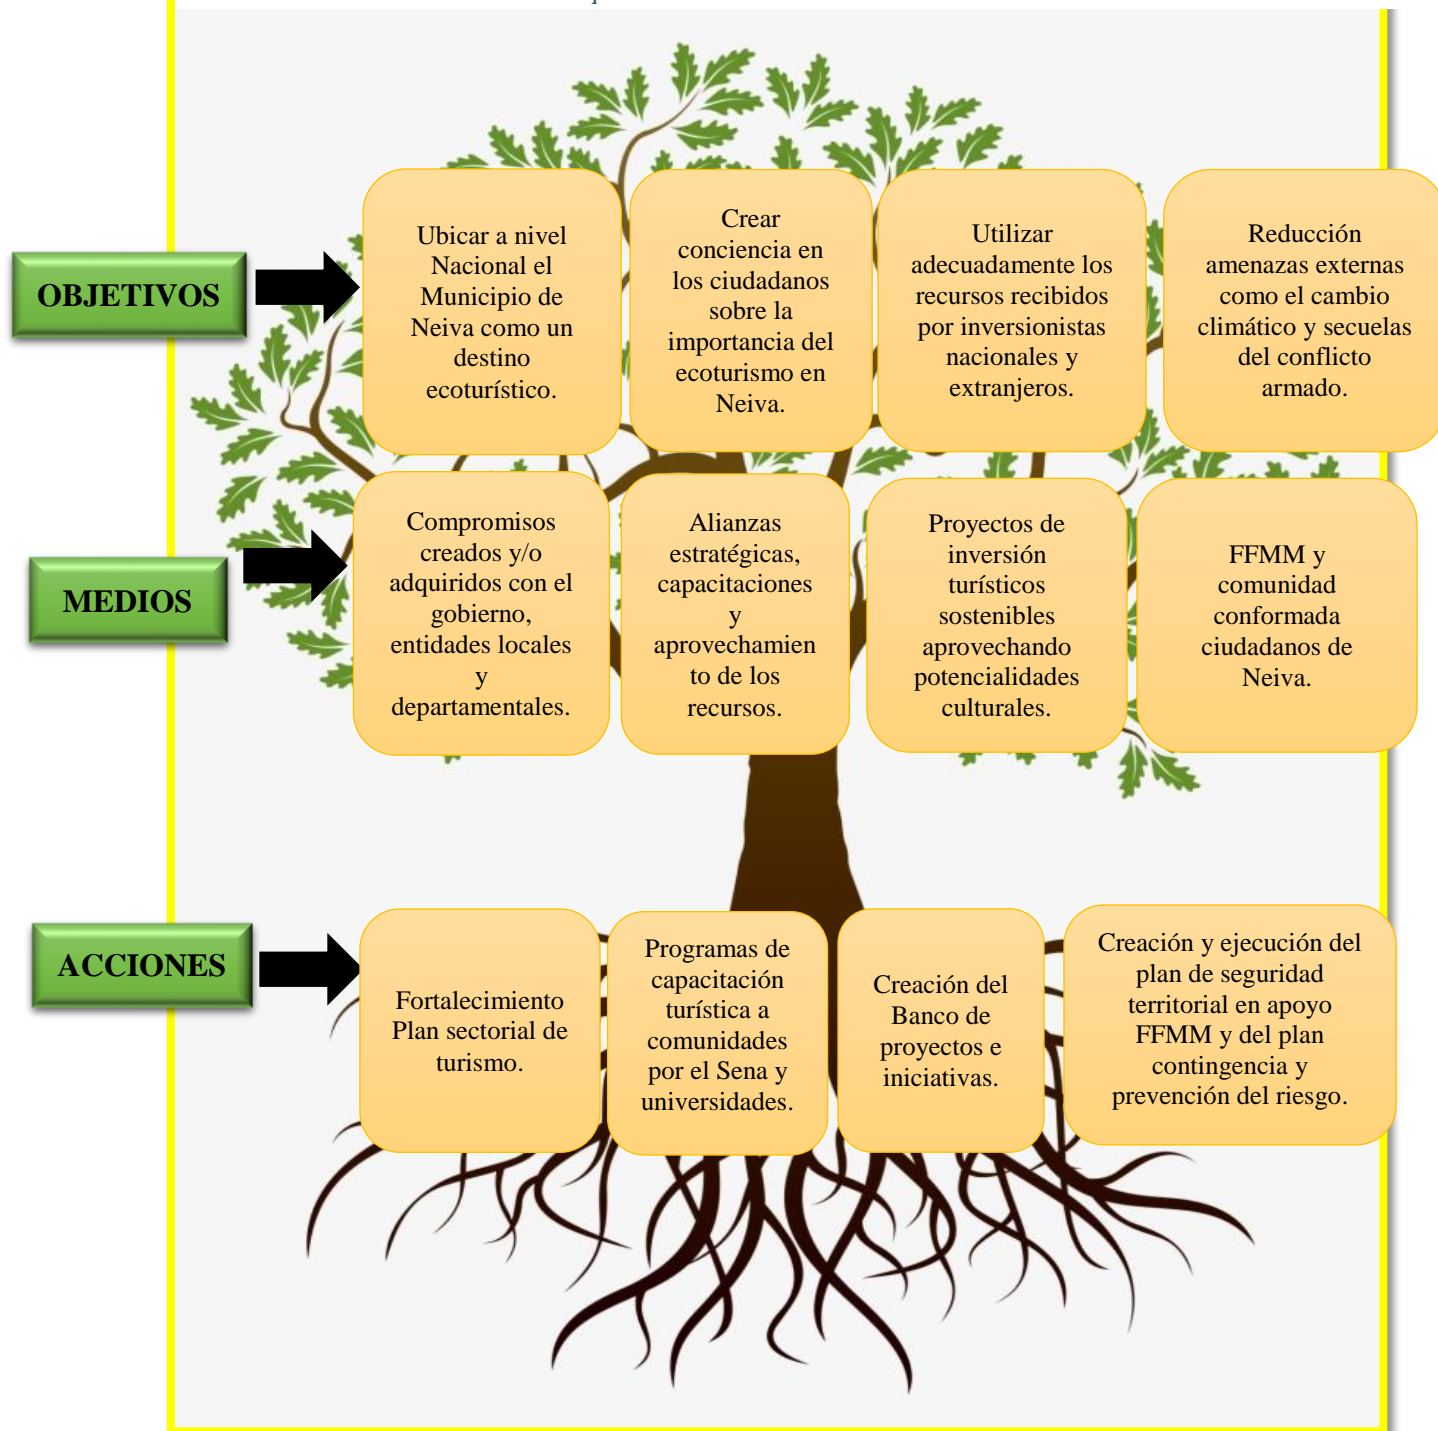 OBJETIVOS
Ubicar a nivel
Nacional el
Municipio de
Neiva como un
destino
ecoturístico.
Crear
conciencia en
los ciudadanos
sobre la
importancia del
ecoturismo en
Neiva.
Utilizar
adecuadamente los
recursos recibidos
por inversionistas
nacionales y
extranjeros.
Reducción
amenazas externas
como el cambio
climático y secuelas
del conflicto
armado.
MEDIOS
Compromisos
creados y/o
adquiridos con el
gobierno,
entidades locales
y
departamentales.
Alianzas
estratégicas,
capacitaciones
y
aprovechamien
to de los
recursos.
Proyectos de
inversión
turísticos
sostenibles
aprovechando
potencialidades
culturales.
FFMM y
comunidad
conformada
ciudadanos de
Neiva.
ACCIONES
Fortalecimiento
Plan sectorial de
turismo.
Programas de
capacitación
turística a
comunidades
por el Sena y
universidades.
Creación del
Banco de
proyectos e
iniciativas.
Creación y ejecución del
plan de seguridad
territorial en apoyo
FFMM y del plan
contingencia y
prevención del riesgo.